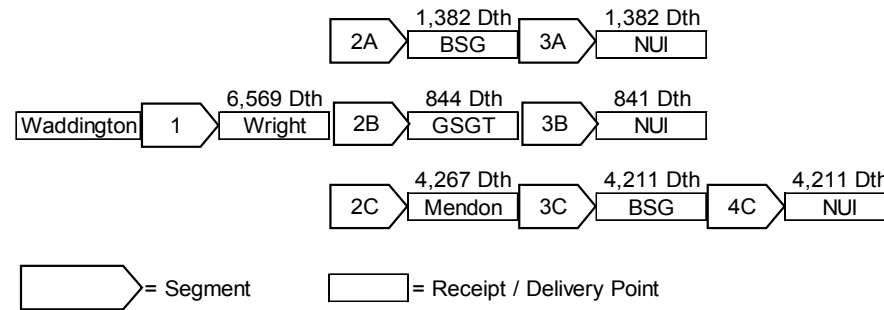 1,382 Dth 1,382 Dth
2A BSG 3A NUI
6,569 Dth 844 Dth 841 Dth
Waddington 1 Wright 2B GSGT 3B NUI
4,267 Dth 4,211 Dth 4,211 Dth
2C Mendon 3C BSG 4C NUI
= Segment = Receipt / Delivery Point